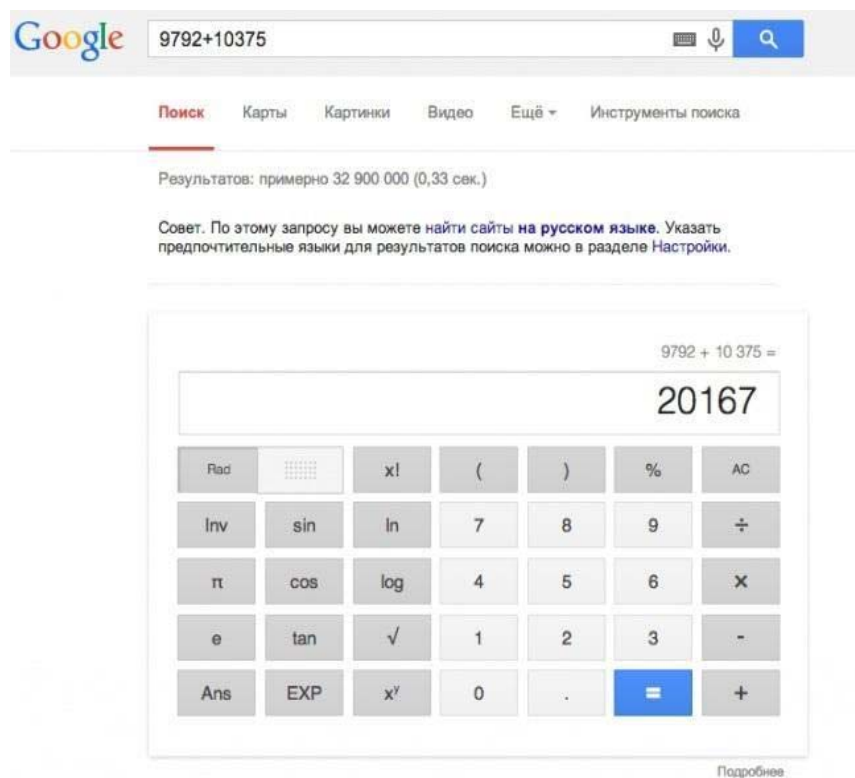 Google 9792+10375
Поиск Карты Картинки Видео Ещё Инструменты поиска
Результатов: примерно 32 900 000 (0,33 сек.)
Совет. По этому запросу вы можете найти сайты на русском языке. Указать
предпочтительные языки для результатов поиска можно в разделе Настройки.
9792 + 10 375 =
20167
Rad x! ( ) % AC
Inv sin ln 7 8 9 ÷
π cos log 4 5 6 ×
e tan √ 1 2 3 -
Ans EXP xʸ 0 . = +
Подробнее